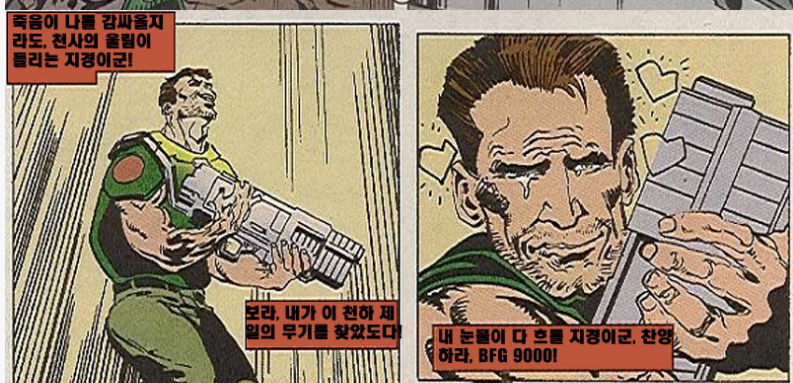 죽음이 나를 감싸올지
라도, 천사의 울림이
들리는 지경이군!
보라, 내가 이 천하 제
일의 무기를 찾았도다!
내 눈물이 다 흐를 지경이군, 찬양
하라, BFG 9000!